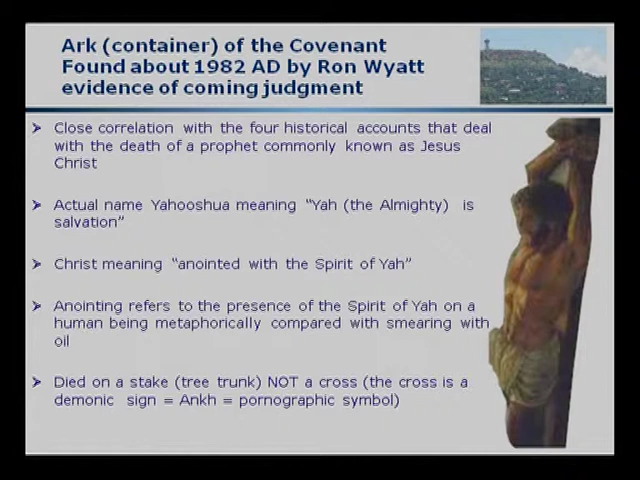 Ark (container) of the Covenant
Found about 1982 AD by Ron Wyatt
evidence of coming judgment
Close correlation with the four historical accounts that deal
with the death of a prophet commonly known as Jesus
Christ
Actual name Yahooshua meaning "Yah (the Almighty) is
salvation"
Christ meaning "anointed with the Spirit of Yah"
Anointing refers to the presence of the Spirit of Yah on a
human being metaphorically compared with smearing with
oil
Died on a stake (tree trunk) NOT a cross (the cross is a
demonic sign = Ankh = pornographic symbol)